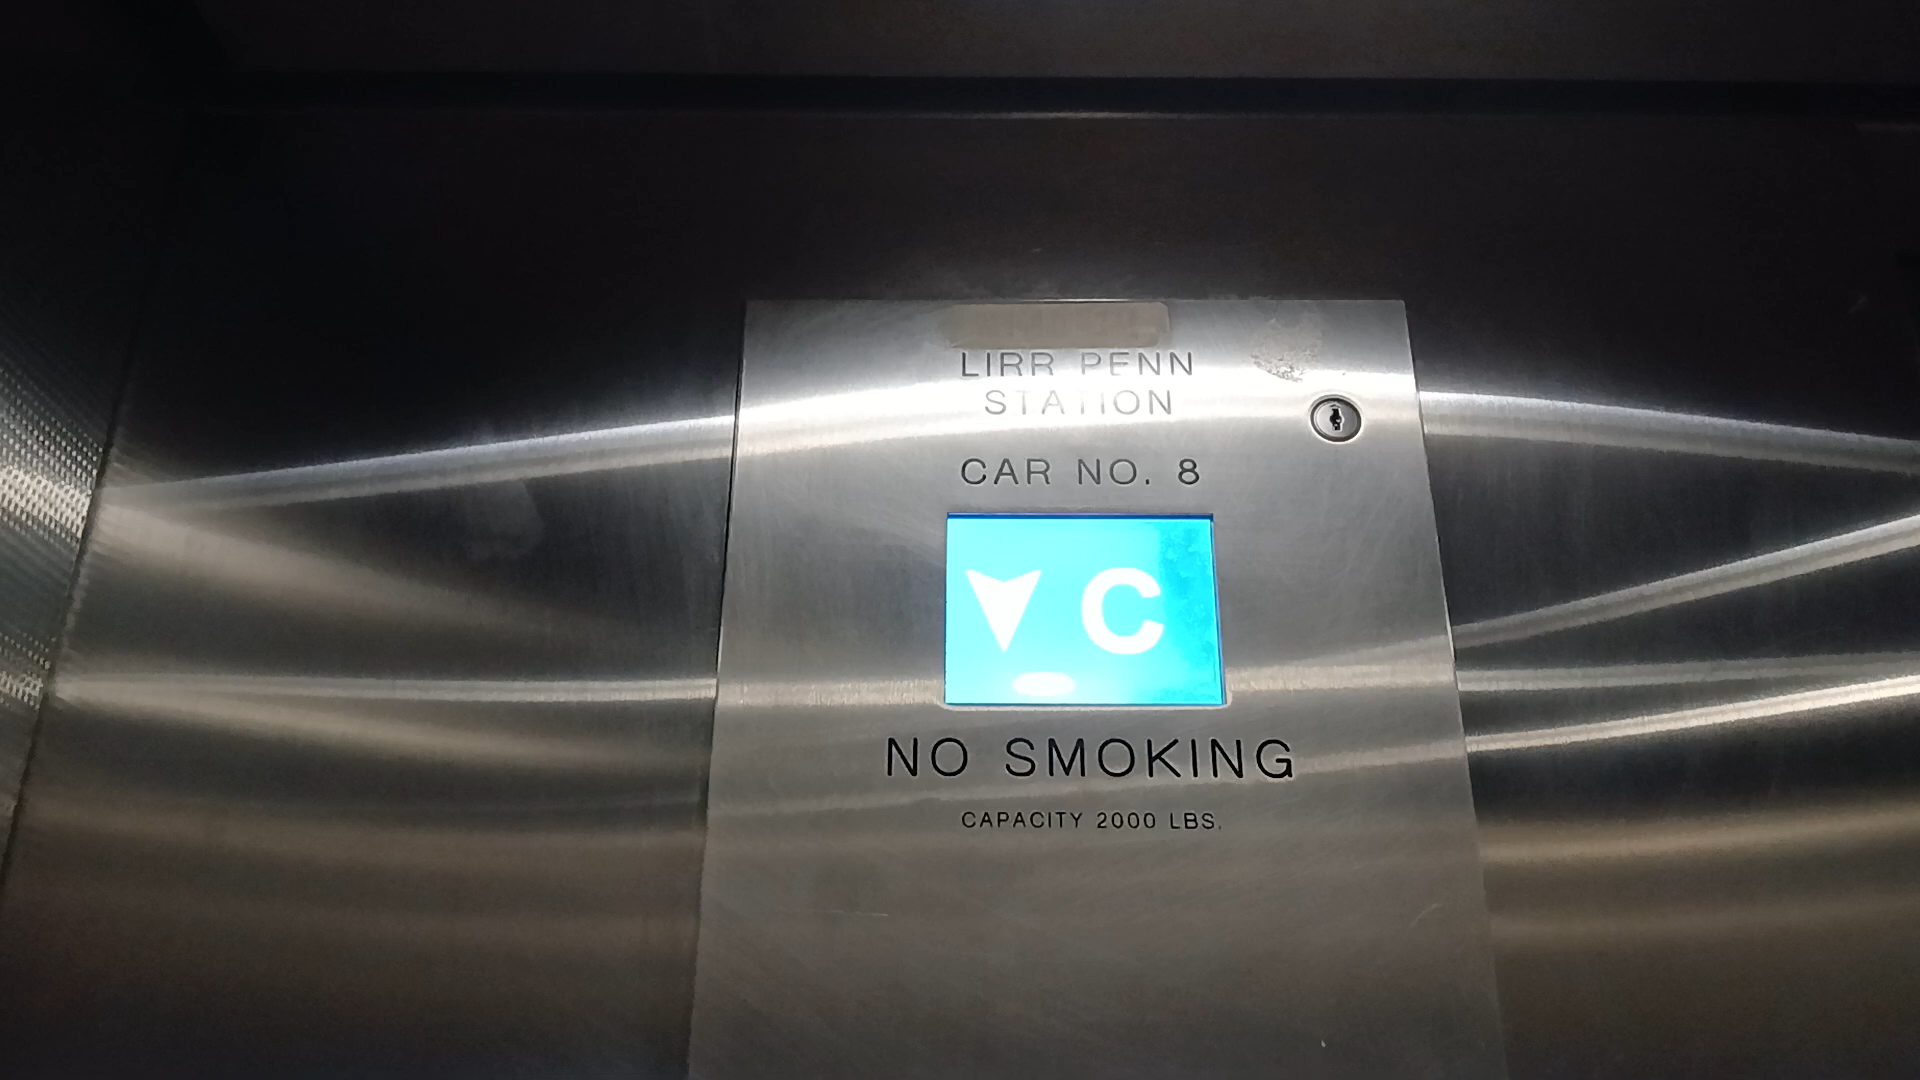 LIRR PENN
STATION
CAR NO. 8
C
NO SMOKING
CAPACITY 2000 LBS.